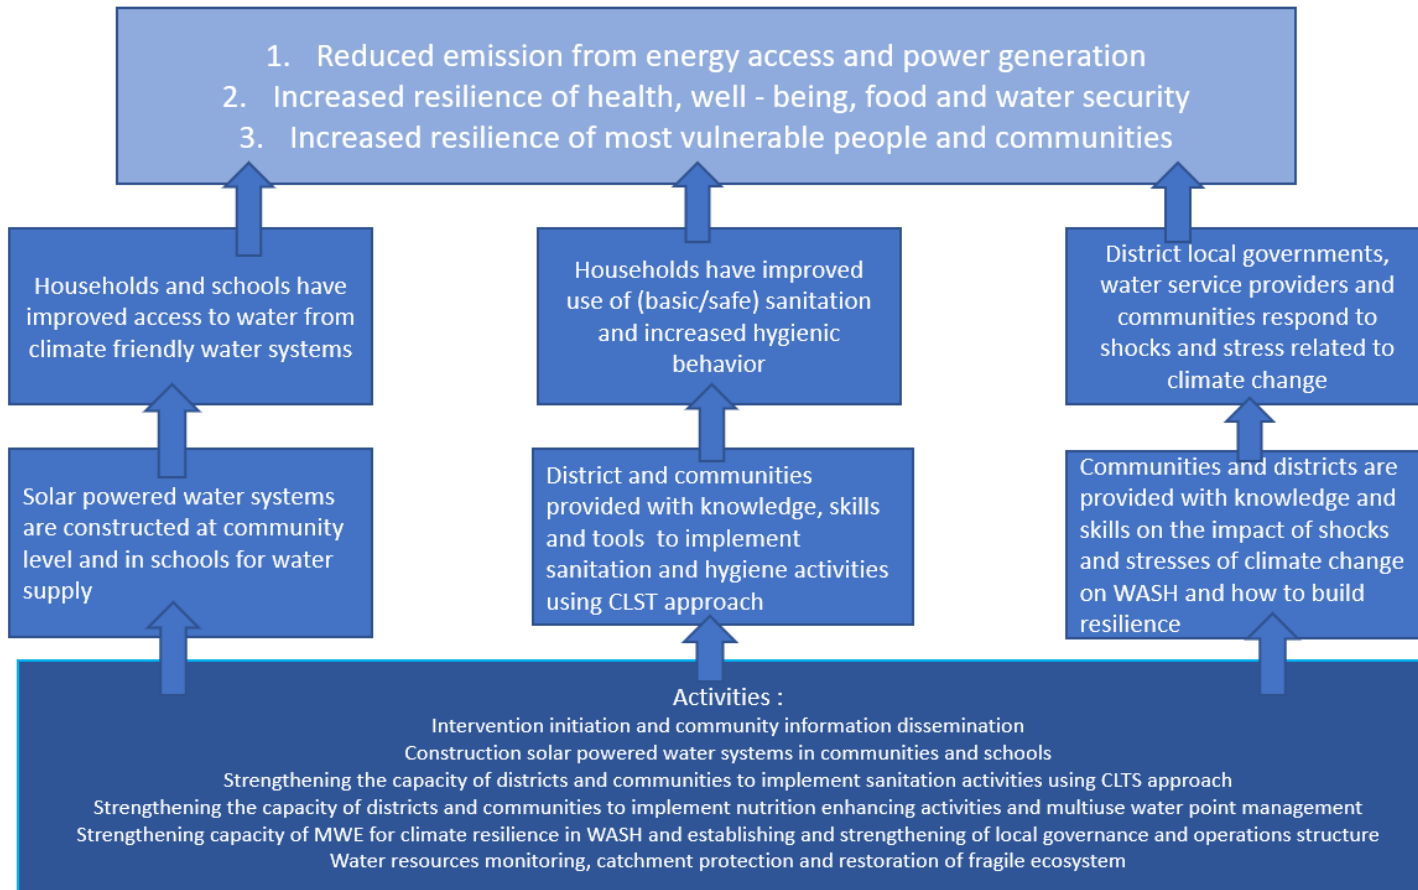 1. Reduced emission from energy access and power generation
2. Increased resilience of health, well - being, food and water security
3. Increased resilience of most vulnerable people and communities
Households and schools have
improved access to water from
climate friendly water systems
Households have improved
use of (basic/safe) sanitation
and increased hygienic
behavior
District local governments,
water service providers and
communities respond to
shocks and stress related to
climate change
Solar powered water systems
are constructed at community
level and in schools for water
supply
District and communities
provided with knowledge, skills
and tools to implement
sanitation and hygiene activities
using CLST approach
Communities and districts are
provided with knowledge and
skills on the impact of shocks
and stresses of climate change
on WASH and how to build
resilience
Activities :
Intervention initiation and community information dissemination
Construction solar powered water systems in communities and schools
Strengthening the capacity of districts and communities to implement sanitation activities using CLTS approach
Strengthening the capacity of districts and communities to implement nutrition enhancing activities and multiuse water point management
Strengthening capacity of MWE for climate resilience in WASH and establishing and strengthening of local governance and operations structure
Water resources monitoring, catchment protection and restoration of fragile ecosystem